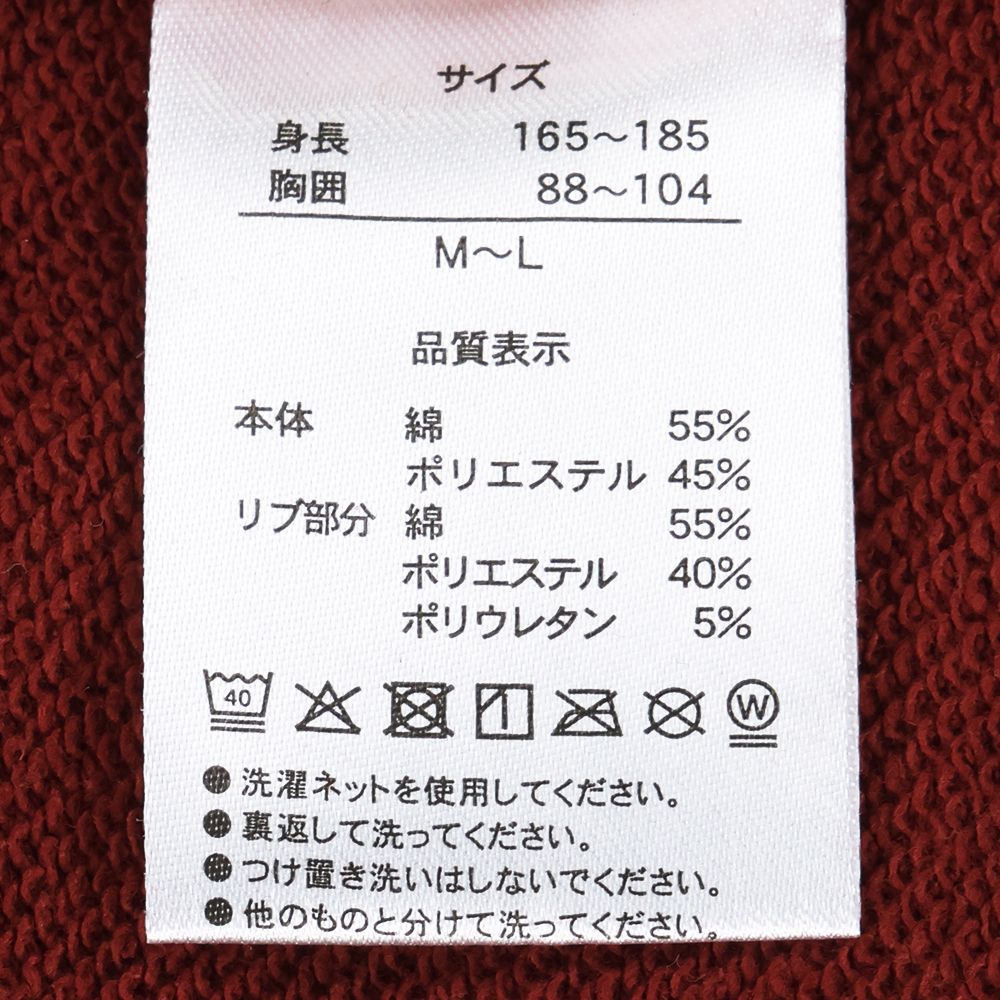 サイズ
身長 165～185
胸囲 88～104
M～L
品質表示
本体 綿 55%
ポリエステル 45%
リブ部分 綿 55%
ポリエステル 40%
ポリウレタン 5%
40 W
●洗濯ネットを使用してください。
●裏返して洗ってください。
●つけ置き洗いはしないでください。
●他のものと分けて洗ってください。